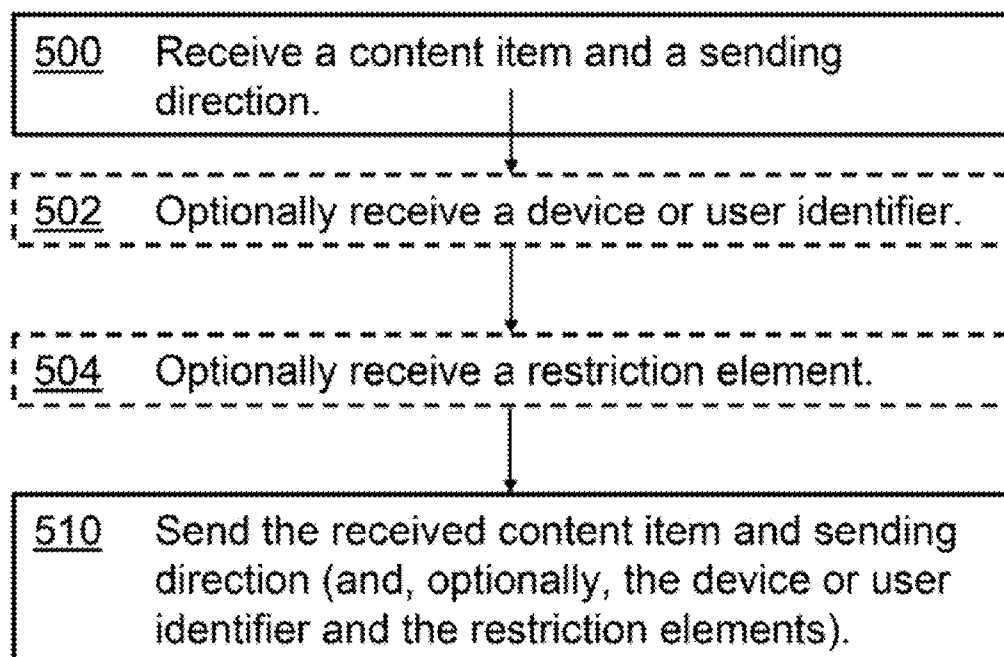 500 Receive a content item and a sending
direction.
502 Optionally receive a device or user identifier.
504 Optionally receive a restriction element.
510 Send the received content item and sending
direction (and, optionally, the device or user
identifier and the restriction elements).